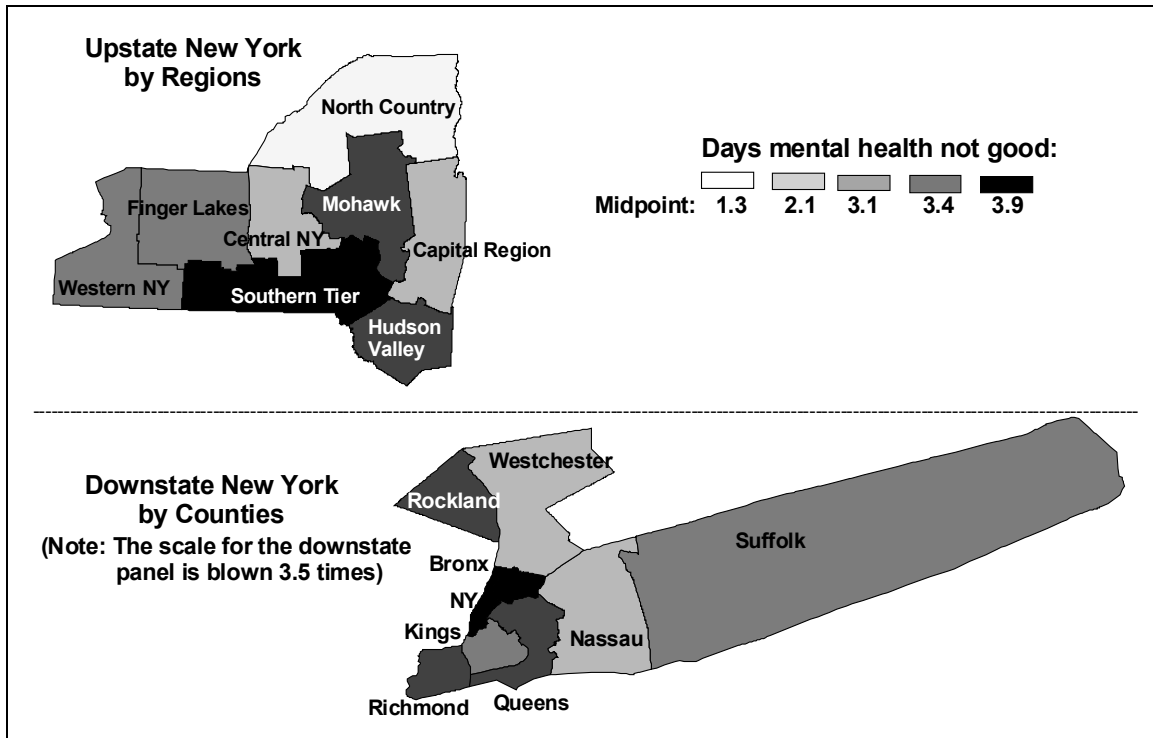 Upstate New York
by Regions
North Country
Days mental health not good:
Midpoint: 1.3 2.1 3.1 3.4 3.9
Finger Lakes
Mohawk
Central NY
Capital Region
Western NY
Southern Tier
Hudson
Valley
Downstate New York
by Counties
(Note: The scale for the downstate
panel is blown 3.5 times)
Westchester
Rockland
Suffolk
Bronx
NY
Kings
Nassau
Richmond
Queens